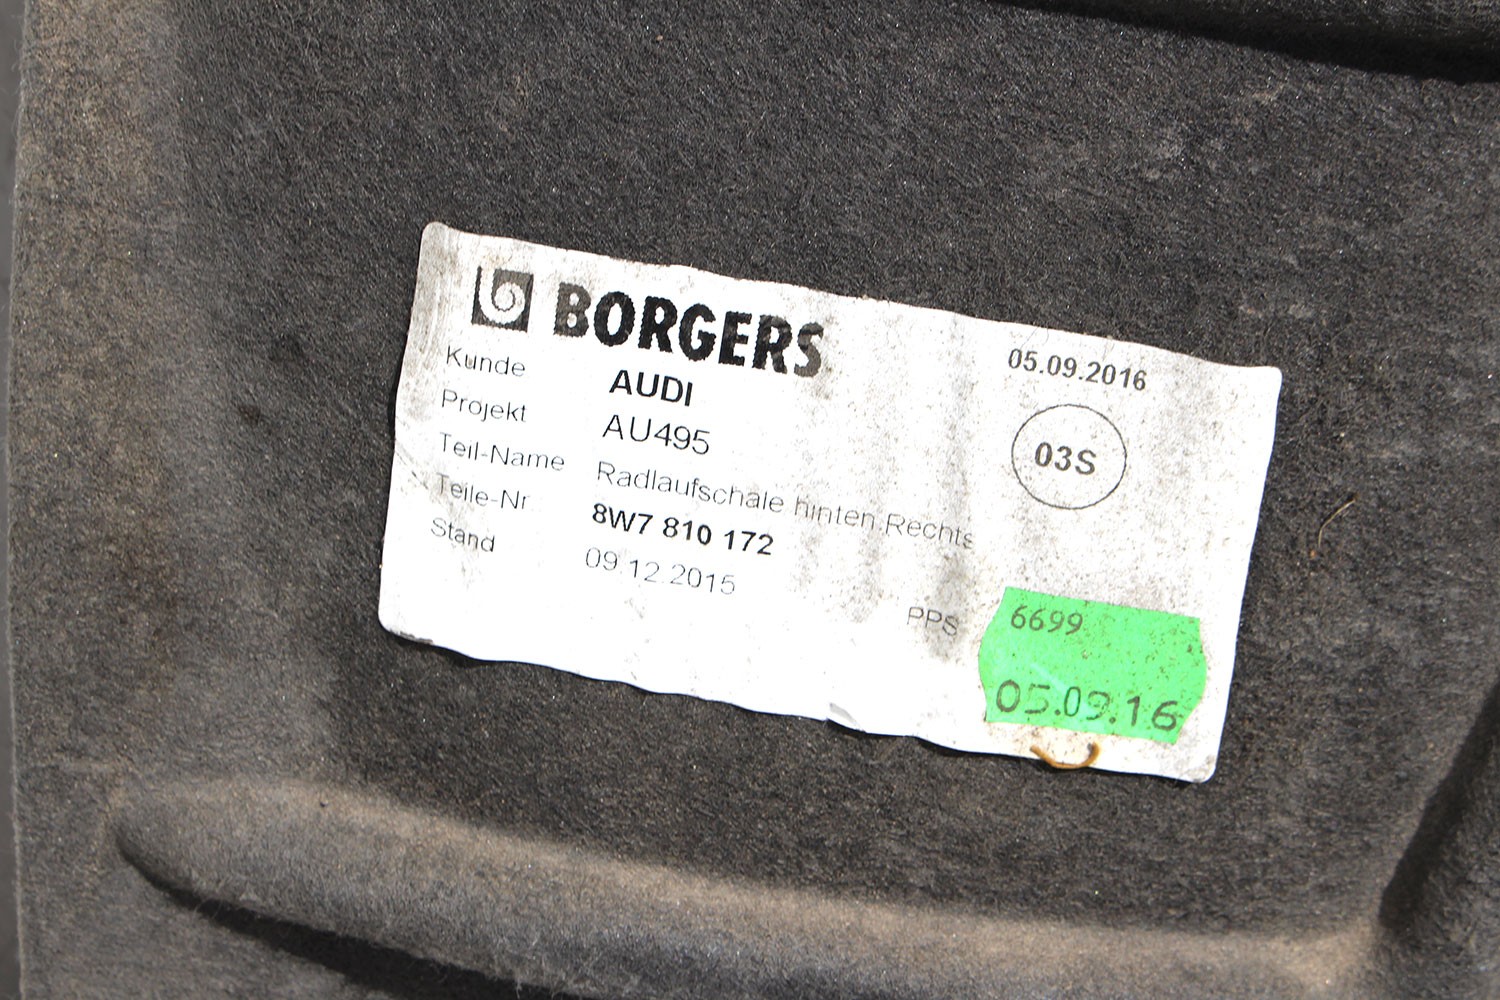 BORGERS
05.09.2016
Kunde AUDI
Projekt AU495
03S
Teil-Name Radlaufschale hinten Rechts
Teile-Nr 8W7 810 172
Stand 09.12.2015
PPS 6699
05.09.16